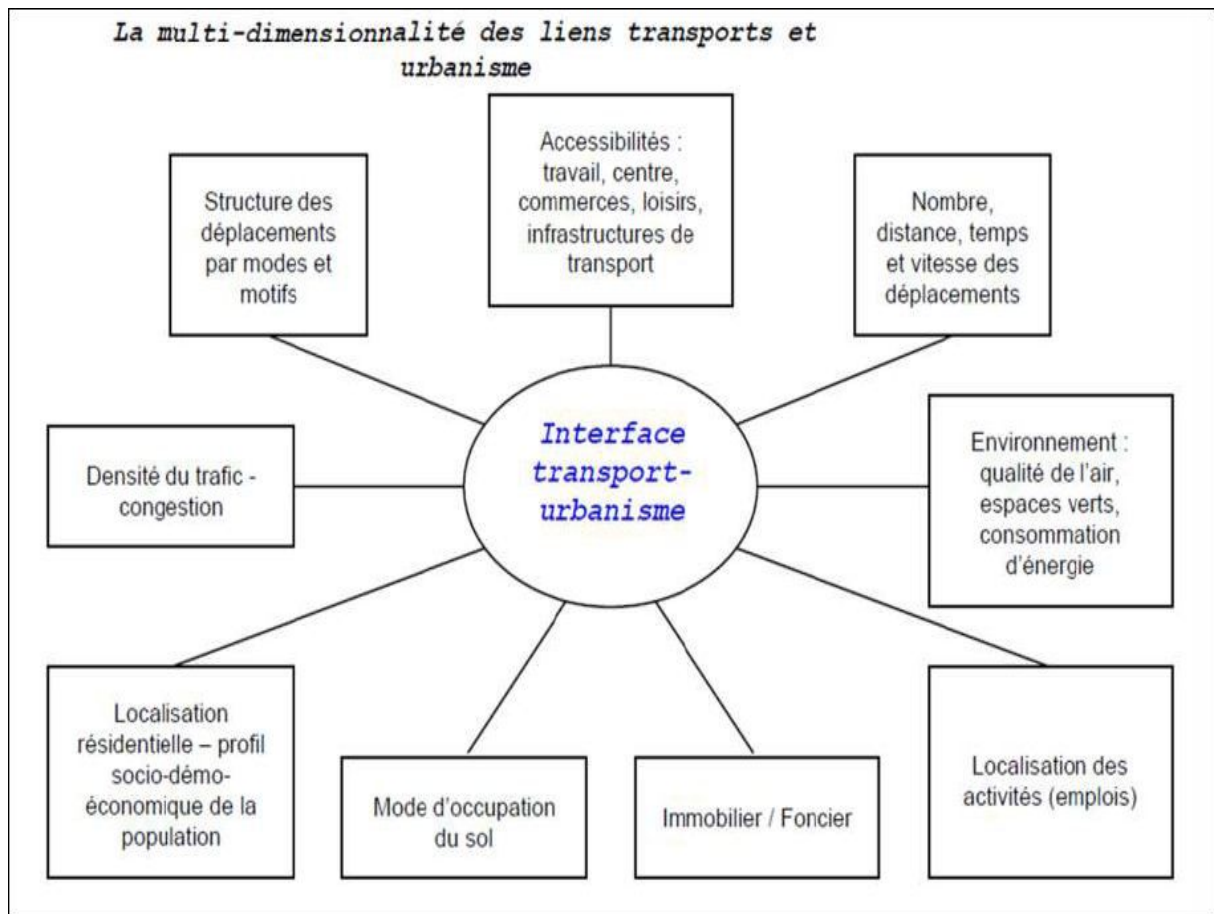 La multi-dimensionnalité des liens transports et
urbanisme
Accessibilités :
travail, centre,
commerces, loisirs,
infrastructures de
transport
Structure des
déplacements
par modes et
motifs
Nombre,
distance, temps
et vitesse des
déplacements
Interface
transport-
urbanisme
Densité du trafic -
congestion
Environnement :
qualité de l'air,
espaces verts,
consommation
d'énergie
Localisation
résidentielle – profil
socio-démo-
économique de la
population
Mode d'occupation
du sol
Immobilier / Foncier
Localisation des
activités (emplois)